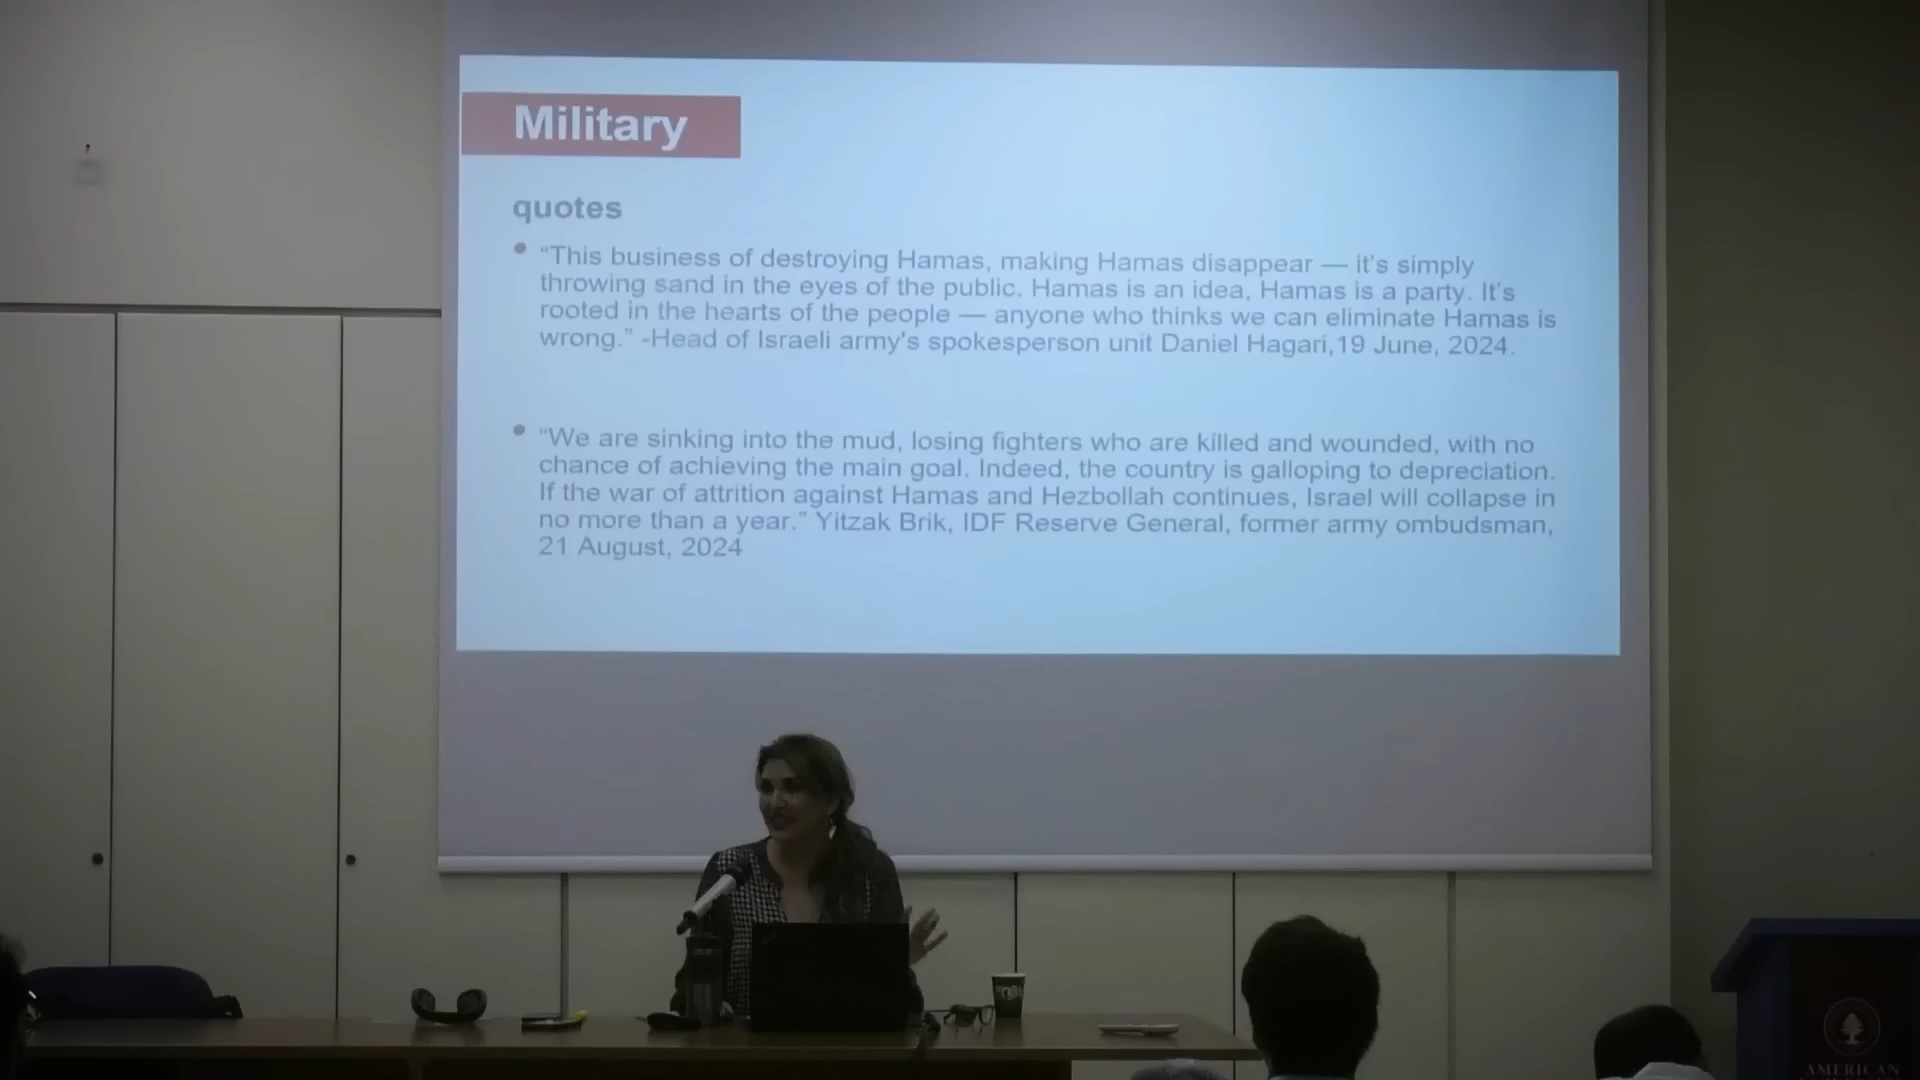 Military
quotes
“This business of destroying Hamas, making Hamas disappear — it's simply
throwing sand in the eyes of the public. Hamas is an idea, Hamas is a party. It's
rooted in the hearts of the people — anyone who thinks we can eliminate Hamas is
wrong.” -Head of Israeli army's spokesperson unit Daniel Hagari,19 June, 2024.
“We are sinking into the mud, losing fighters who are killed and wounded, with no
chance of achieving the main goal. Indeed, the country is galloping to depreciation.
If the war of attrition against Hamas and Hezbollah continues, Israel will collapse in
no more than a year.” Yitzak Brik, IDF Reserve General, former army ombudsman,
21 August, 2024
AMERICAN